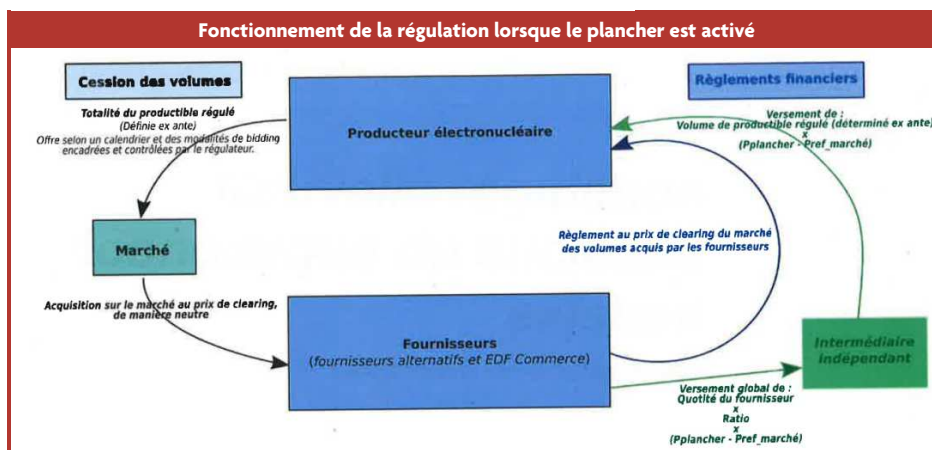 Fonctionnement de la régulation lorsque le plancher est activé
Cession des volumes
Totalité du productible régulé
(Définie ex ante)
Offre selon un calendrier et des modalités de bidding
encadrées et contrôlées par le régulateur.
Producteur électronucléaire
Règlements financiers
Versement de :
Volume de productible régulé (déterminé ex ante)
x
(Pplancher - Pref_marché)
Marché
Règlement au prix de clearing du marché
des volumes acquis par les fournisseurs
Acquisition sur le marché au prix de clearing,
de manière neutre
Fournisseurs
(fournisseurs alternatifs et EDF Commerce)
Intermédiaire
indépendant
Versement global de :
Quotité du fournisseur
x
Ratio
x
(Pplancher - Pref_marché)